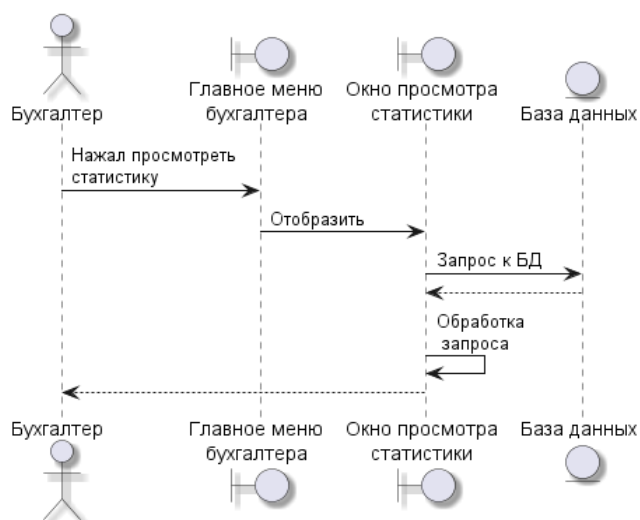 Бухгалтер
Главное меню
бухгалтера
Окно просмотра
статистики
База данных
Нажал просмотреть
статистику
Отобразить
Запрос к БД
Обработка
запроса
Бухгалтер
Главное меню
бухгалтера
Окно просмотра
статистики
База данных